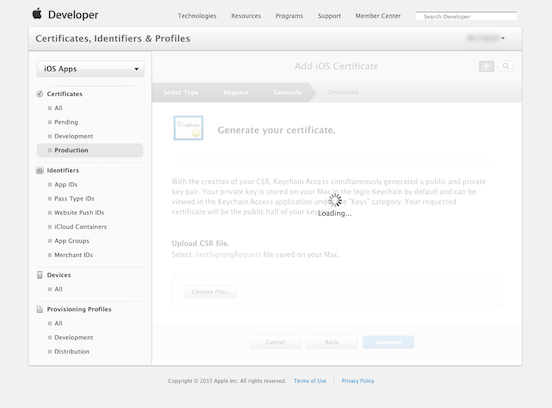 Developer
Technologies Resources Programs Support Member Center Search Developer
Certificates, Identifiers & Profiles
iOS Apps
Certificates
All
Pending
Development
Production
Identifiers
App IDs
Pass Type IDs
Website Push IDs
iCloud Containers
App Groups
Merchant IDs
Devices
All
Provisioning Profiles
All
Development
Distribution
Add iOS Certificate
Select Type Request Generate Download
Generate your certificate.
With the creation of your CSR, Keychain Access simultaneously generated a public and private
key pair. Your private key is stored on your Mac in the login Keychain by default and can be
viewed in the Keychain Access application under the "Keys" category. Your requested
certificate will be the public half of your key
Loading...
Upload CSR file.
Select .certSigningRequest file saved on your Mac.
Choose File...
Cancel Back Generate
Copyright © 2015 Apple Inc. All rights reserved. Terms of Use | Privacy Policy